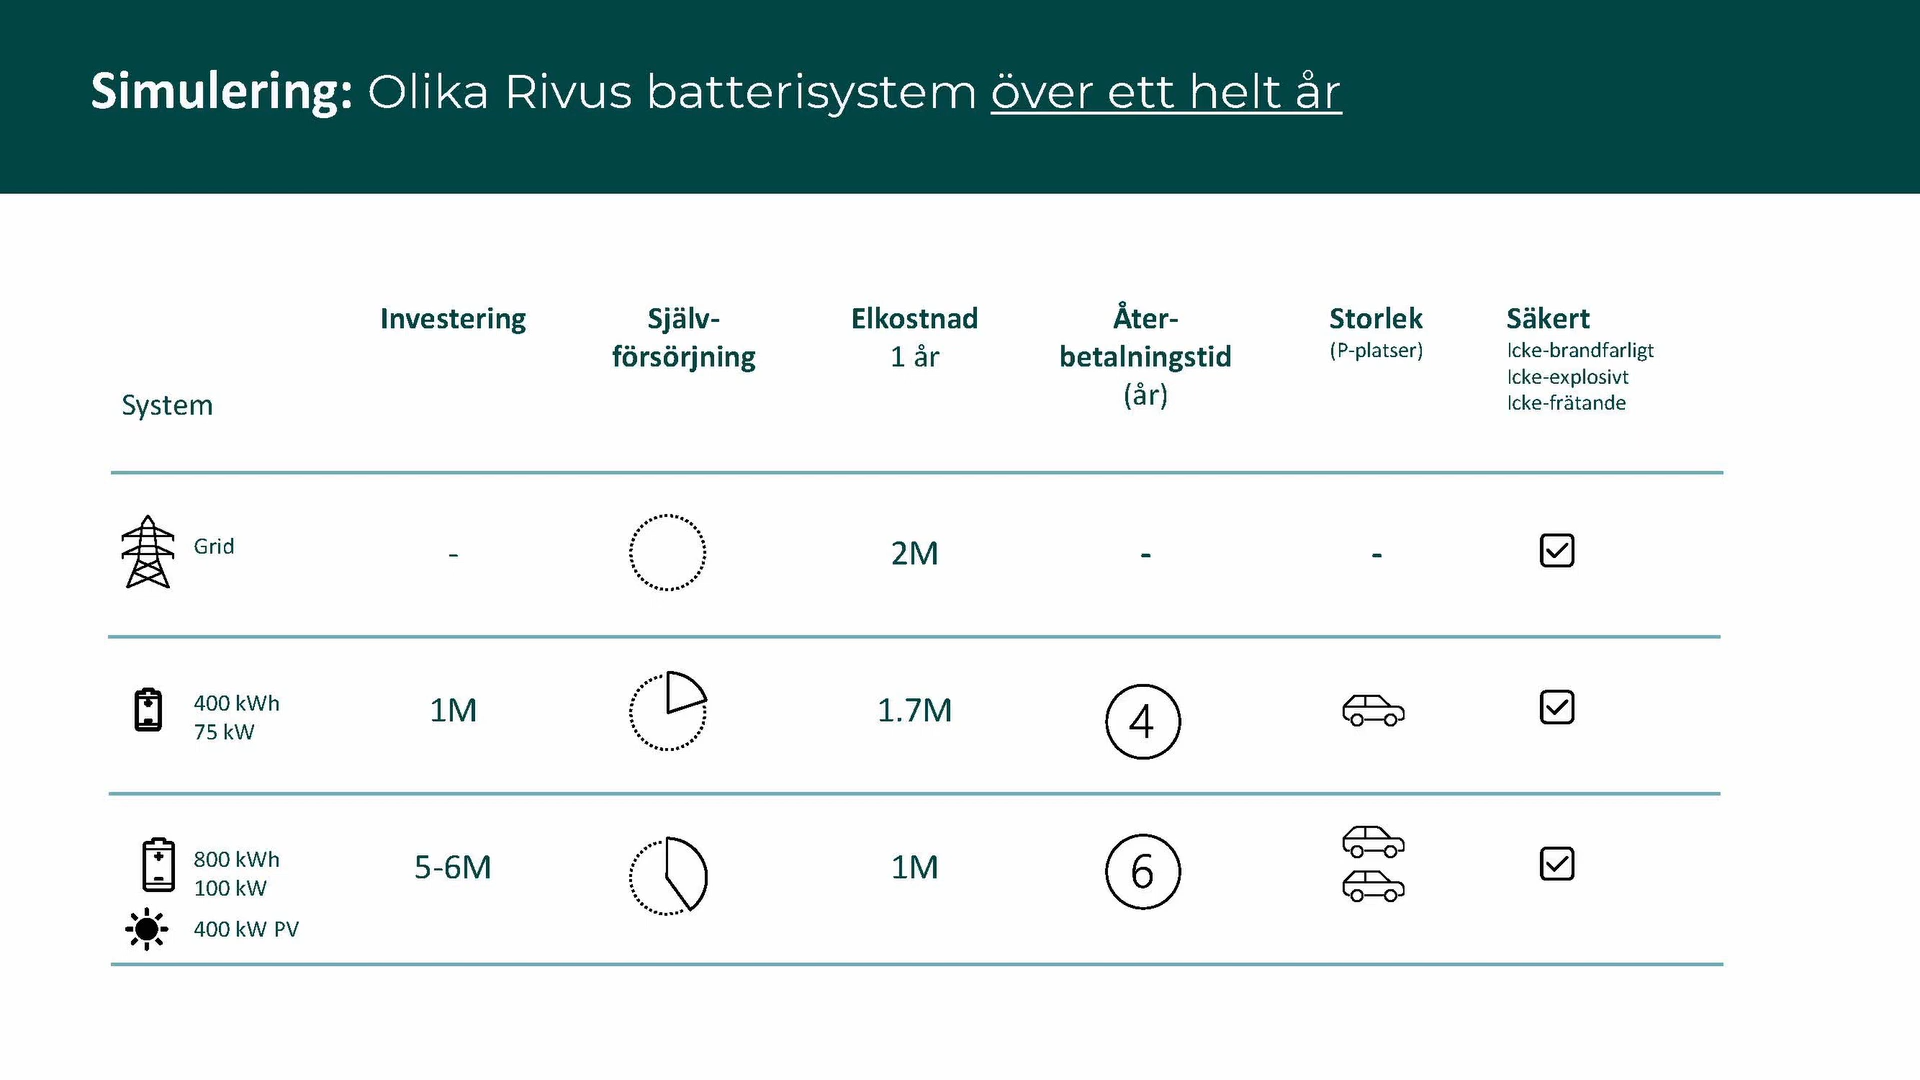 Simulering: Olika Rivus batterisystem över ett helt år
System
Investering
Själv-
försörjning
Elkostnad
1 år
Åter-
betalningstid
(år)
Storlek
(P-platser)
Säkert
Icke-brandfarligt
Icke-explosivt
Icke-frätande
Grid
-
2M
-
-
400 kWh
75 kW
1M
1.7M
4
800 kWh
100 kW
400 kW PV
5-6M
1M
6